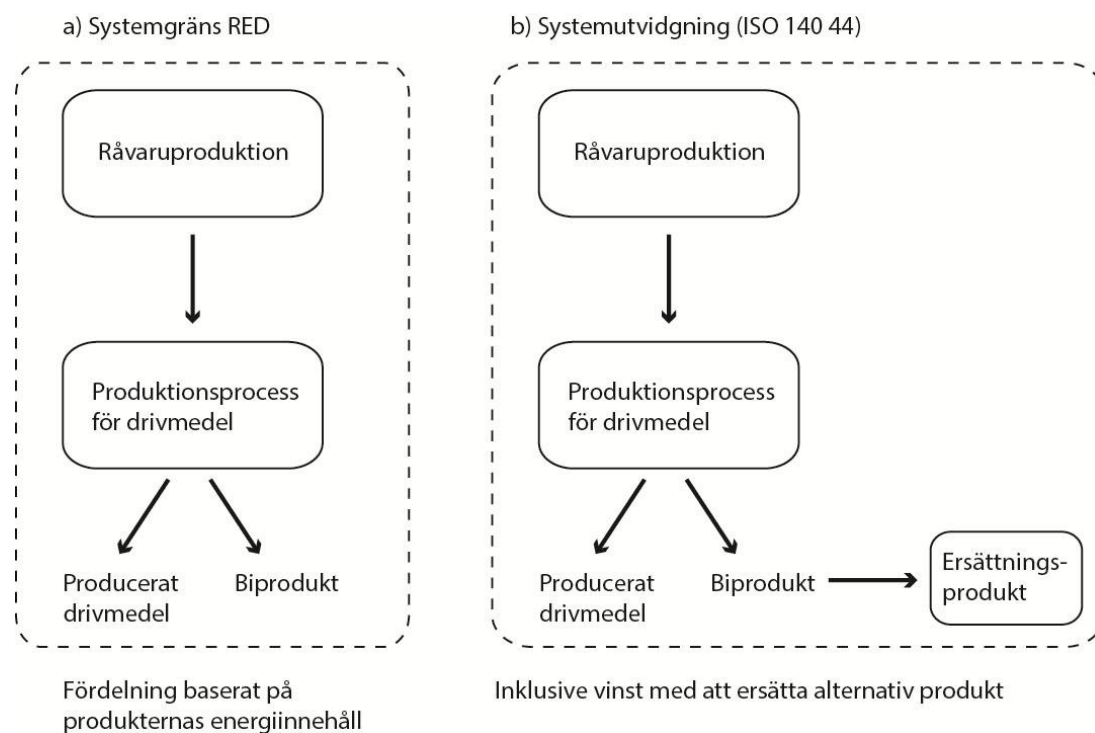 a) Systemgräns RED
Råvaruproduktion
Produktionsprocess
för drivmedel
Producerat
drivmedel
Biprodukt
Fördelning baserat på
produkternas energiinnehåll
b) Systemutvidgning (ISO 140 44)
Råvaruproduktion
Produktionsprocess
för drivmedel
Producerat
drivmedel
Biprodukt
Ersättnings-
produkt
Inklusive vinst med att ersätta alternativ produkt